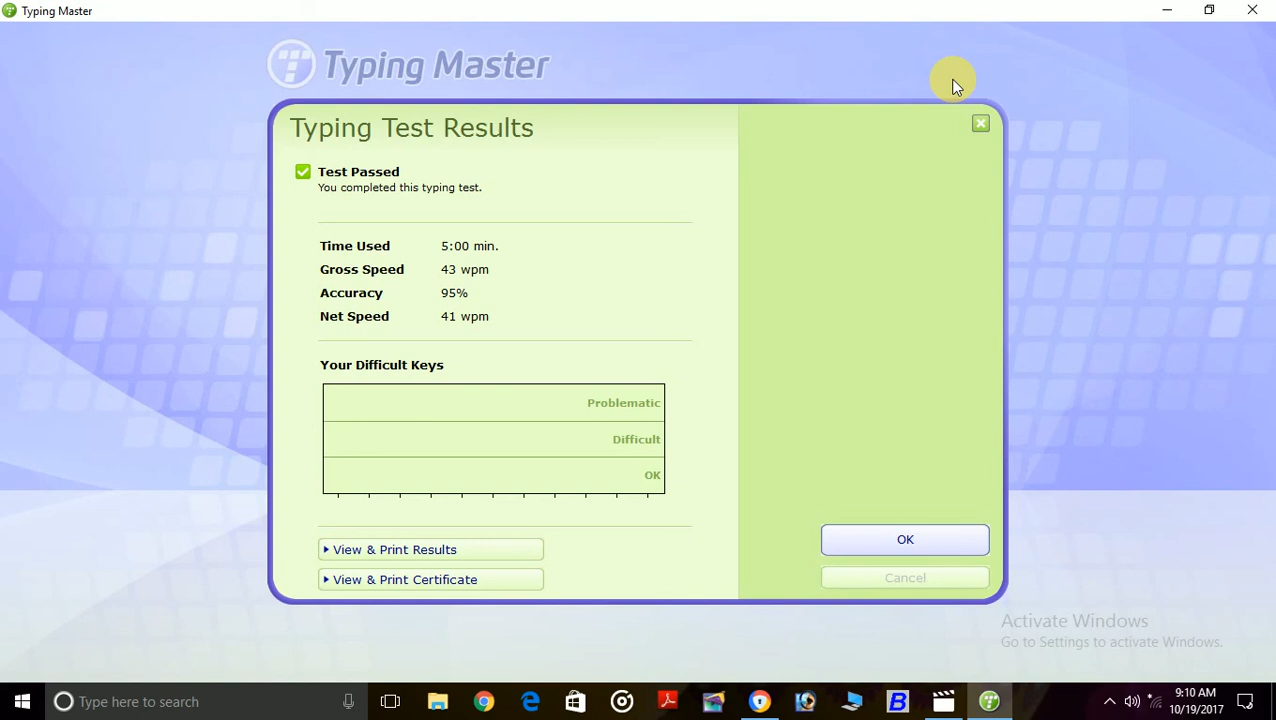 Typing Master
Typing Master
Typing Test Results
Test Passed
You completed this typing test.
Time Used 5:00 min.
Gross Speed 43 wpm
Accuracy 95%
Net Speed 41 wpm
Your Difficult Keys
Problematic
Difficult
OK
View & Print Results
View & Print Certificate
OK
Cancel
Activate Windows
Go to Settings to activate Windows.
Type here to search
9:10 AM
10/19/2017